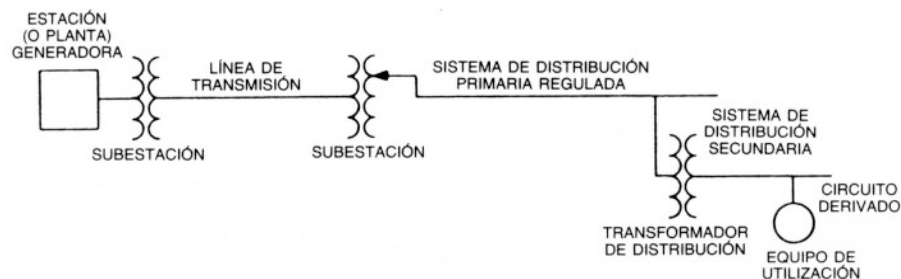 ESTACIÓN
(O PLANTA)
GENERADORA
LÍNEA DE
TRANSMISIÓN
SUBESTACIÓN
SUBESTACIÓN
SISTEMA DE DISTRIBUCIÓN
PRIMARIA REGULADA
SISTEMA DE
DISTRIBUCIÓN
SECUNDARIA
TRANSFORMADOR
DE DISTRIBUCIÓN
CIRCUITO
DERIVADO
EQUIPO DE
UTILIZACIÓN